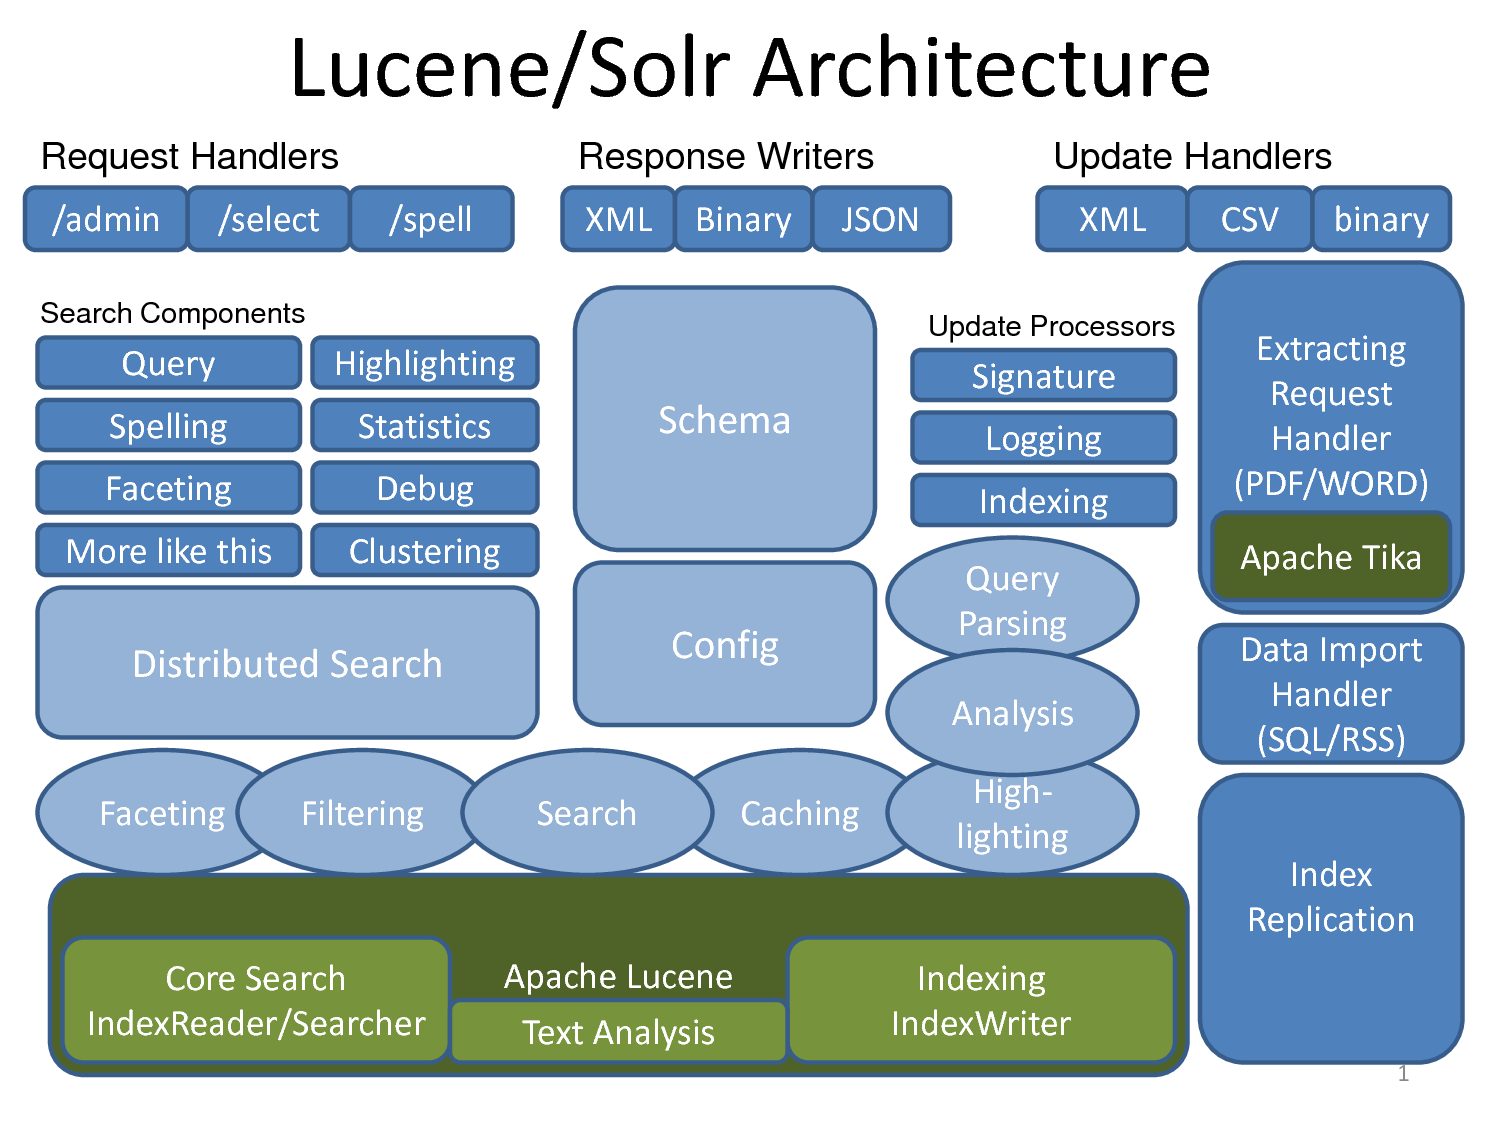 Lucene/Solr Architecture
Request Handlers
/admin
/select
/spell
Response Writers
XML
Binary
JSON
Update Handlers
XML
CSV
binary
Search Components
Query
Highlighting
Spelling
Statistics
Faceting
Debug
More like this
Clustering
Distributed Search
Schema
Config
Update Processors
Signature
Logging
Indexing
Query
Parsing
Analysis
High-
lighting
Extracting
Request
Handler
(PDF/WORD)
Apache Tika
Data Import
Handler
(SQL/RSS)
Index
Replication
Faceting
Filtering
Search
Caching
Core Search
IndexReader/Searcher
Apache Lucene
Text Analysis
Indexing
IndexWriter
1